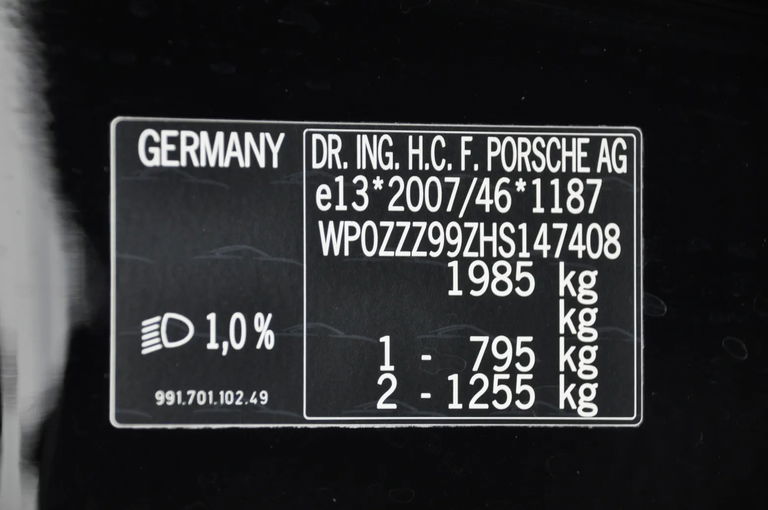 GERMANY
1,0 %
991.701.102.49
DR. ING. H.C. F. PORSCHE AG
e13*2007/46*1187
WP0ZZZ99ZHS147408
1985 kg
kg
1 - 795 kg
2 - 1255 kg